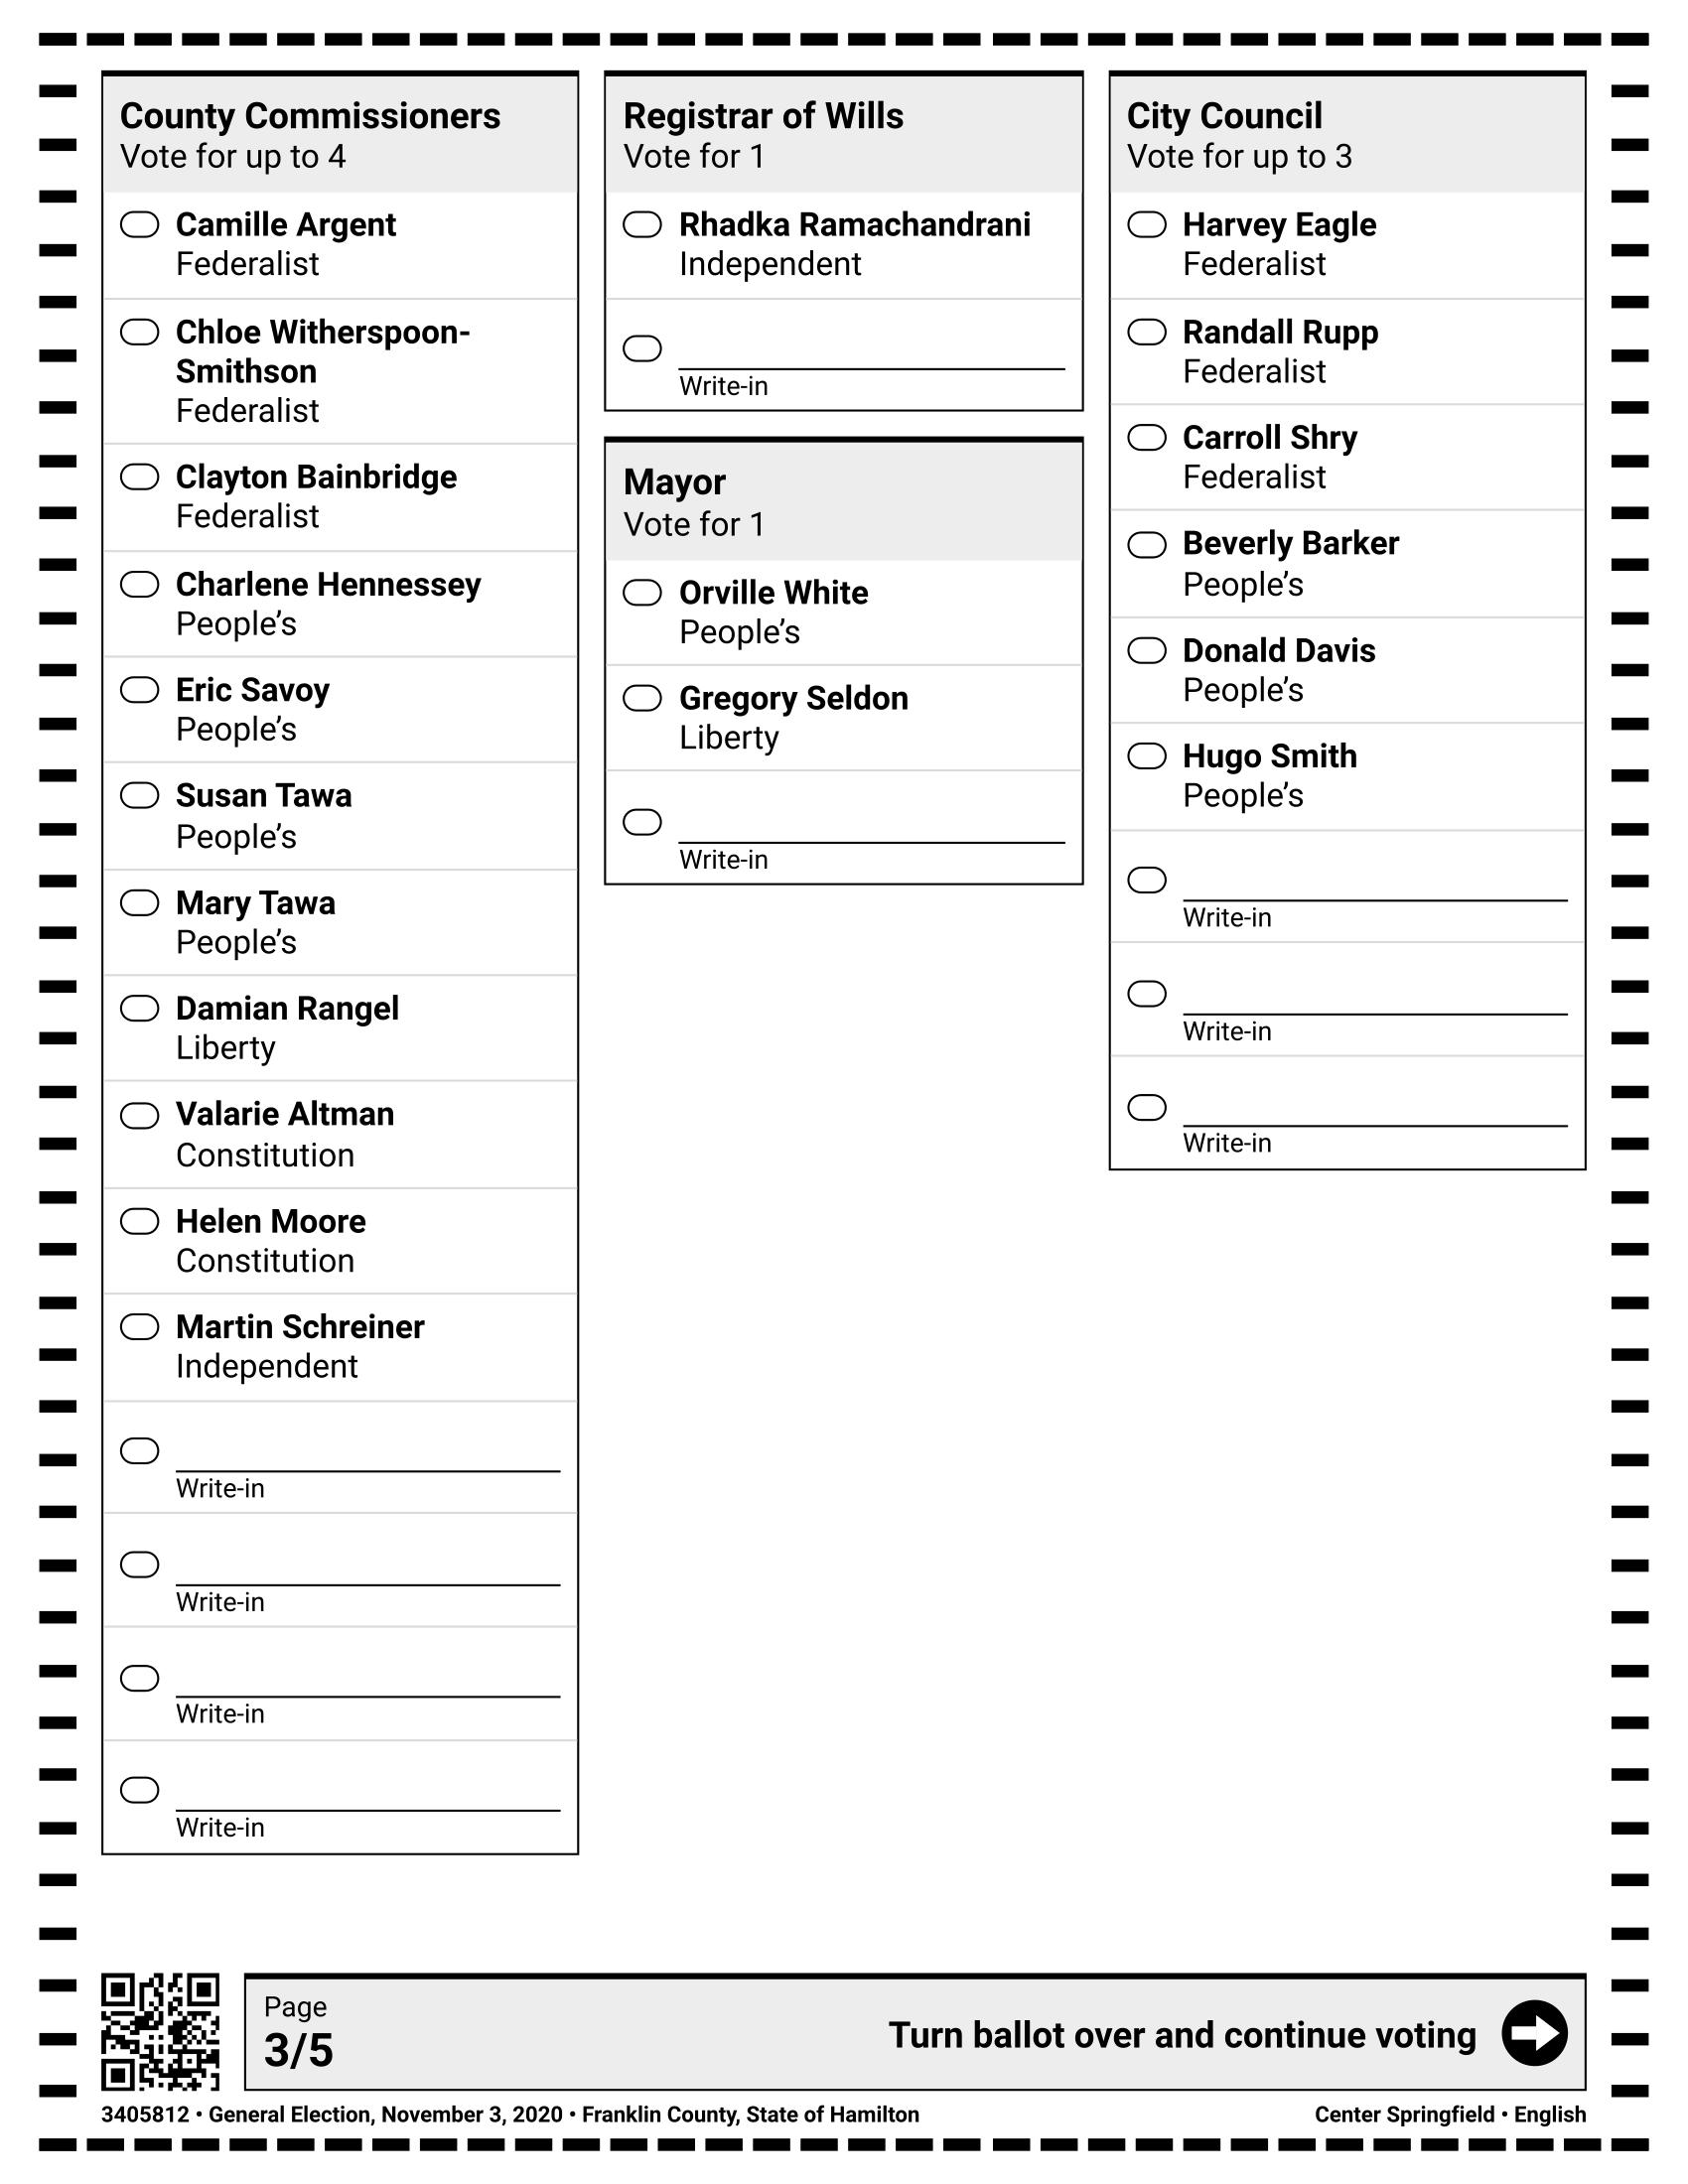 County Commissioners
Vote for up to 4
Camille Argent
Federalist
Chloe Witherspoon-
Smithson
Federalist
Clayton Bainbridge
Federalist
Charlene Hennessey
People’s
Eric Savoy
People’s
Susan Tawa
People’s
Mary Tawa
People’s
Damian Rangel
Liberty
Valarie Altman
Constitution
Helen Moore
Constitution
Martin Schreiner
Independent
Write-in
Write-in
Write-in
Write-in
Registrar of Wills
Vote for 1
Rhadka Ramachandrani
Independent
Write-in
Mayor
Vote for 1
Orville White
People’s
Gregory Seldon
Liberty
Write-in
City Council
Vote for up to 3
Harvey Eagle
Federalist
Randall Rupp
Federalist
Carroll Shry
Federalist
Beverly Barker
People’s
Donald Davis
People’s
Hugo Smith
People’s
Write-in
Write-in
Write-in
Page
3/5
Turn ballot over and continue voting
3405812 • General Election, November 3, 2020 • Franklin County, State of Hamilton
Center Springfield • English